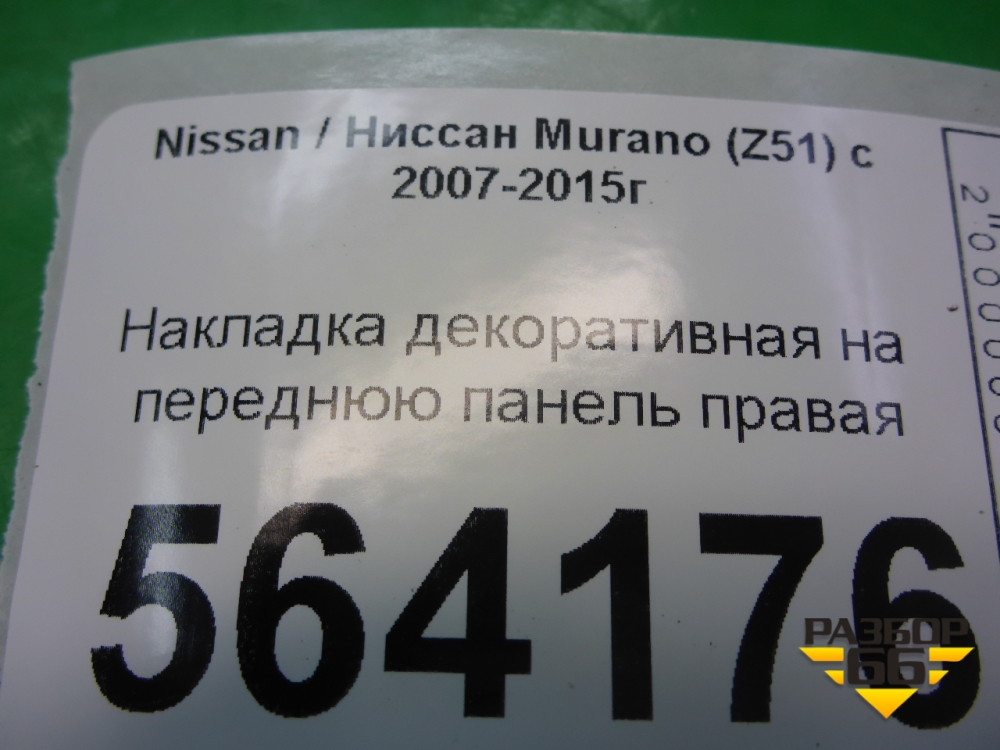 Nissan / Ниссан Murano (Z51) с
2007-2015г
Накладка декоративная на
переднюю панель правая
564176
РАЗБОР
66